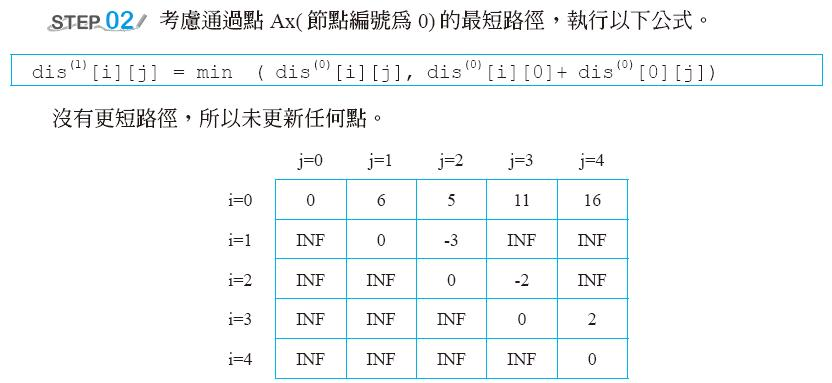 STEP 02 考慮通過點 Ax(節點編號為 0)的最短路徑,執行以下公式。
dis⁽¹⁾[i][j] = min ( dis⁽⁰⁾[i][j], dis⁽⁰⁾[i][0]+ dis⁽⁰⁾[0][j])
沒有更短路徑,所以未更新任何點。
j=0 j=1 j=2 j=3 j=4
i=0 0 6 5 11 16
i=1 INF 0 -3 INF INF
i=2 INF INF 0 -2 INF
i=3 INF INF INF 0 2
i=4 INF INF INF INF 0